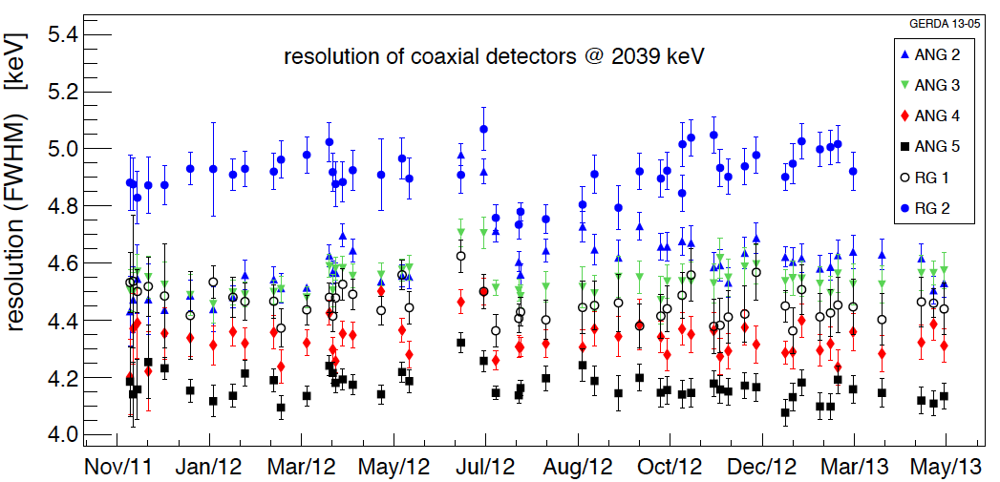 GERDA 13-05
resolution of coaxial detectors @ 2039 keV
resolution (FWHM) [keV]
5.4
5.2
5.0
4.8
4.6
4.4
4.2
4.0
ANG 2
ANG 3
ANG 4
ANG 5
RG 1
RG 2
Nov/11 Jan/12 Mar/12 May/12 Jul/12 Aug/12 Oct/12 Dec/12 Mar/13 May/13